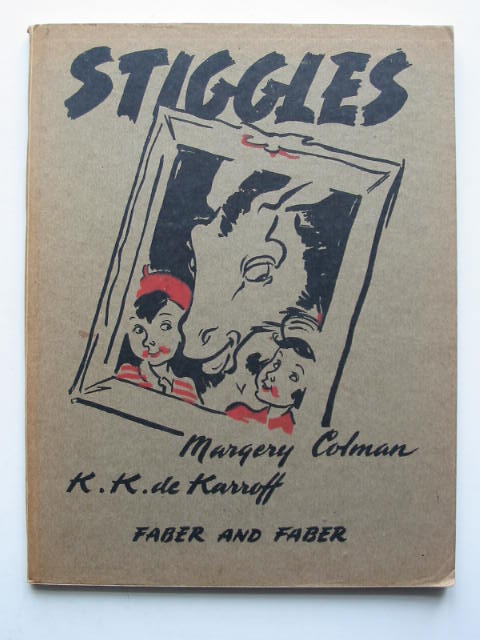 STIGGLES
Margery Colman
K. K. de Karroff
FABER AND FABER